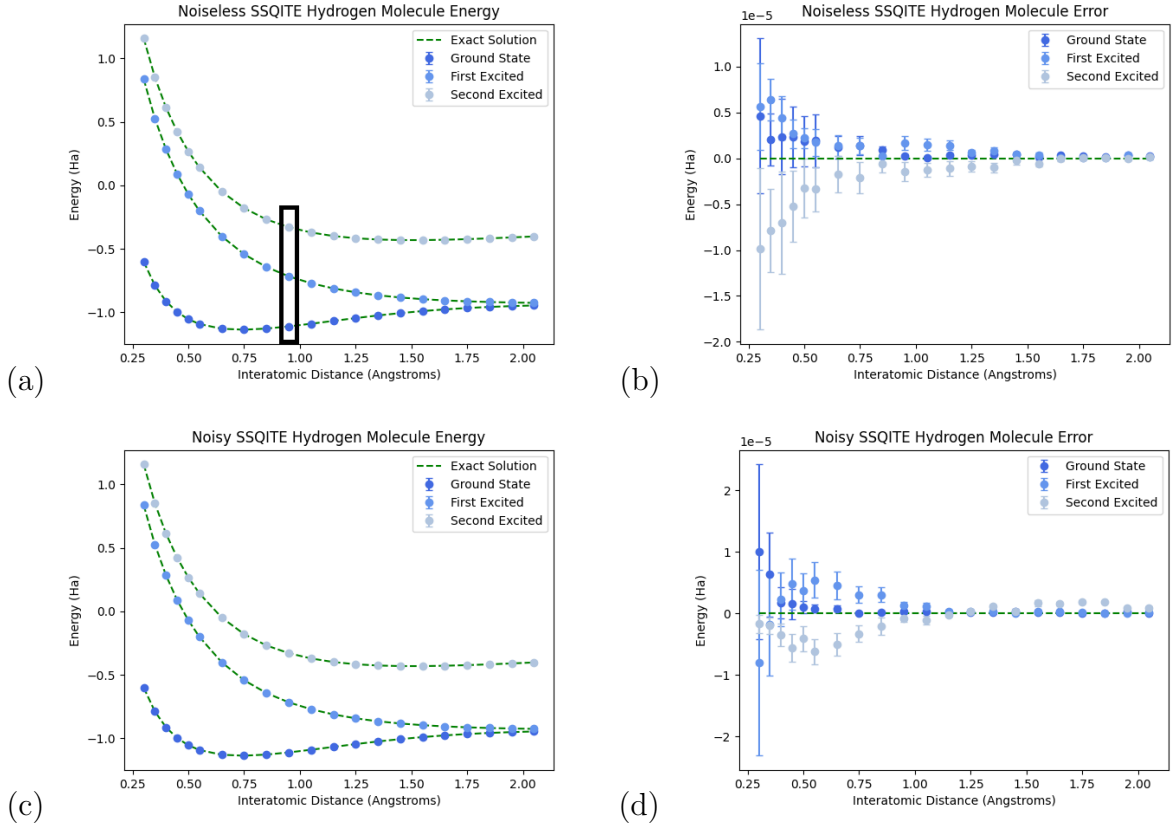 Noiseless SSQITE Hydrogen Molecule Energy
Exact Solution
Ground State
First Excited
Second Excited
1.0
0.5
0.0
−0.5
−1.0
Energy (Ha)
0.25 0.50 0.75 1.00 1.25 1.50 1.75 2.00
Interatomic Distance (Angstroms)
(a)
Noiseless SSQITE Hydrogen Molecule Error
1e−5
Ground State
First Excited
Second Excited
1.0
0.5
0.0
−0.5
−1.0
−1.5
−2.0
Energy (Ha)
0.25 0.50 0.75 1.00 1.25 1.50 1.75 2.00
Interatomic Distance (Angstroms)
(b)
Noisy SSQITE Hydrogen Molecule Energy
Exact Solution
Ground State
First Excited
Second Excited
1.0
0.5
0.0
−0.5
−1.0
Energy (Ha)
0.25 0.50 0.75 1.00 1.25 1.50 1.75 2.00
Interatomic Distance (Angstroms)
(c)
Noisy SSQITE Hydrogen Molecule Error
1e−5
Ground State
First Excited
Second Excited
2
1
0
−1
−2
Energy (Ha)
0.25 0.50 0.75 1.00 1.25 1.50 1.75 2.00
Interatomic Distance (Angstroms)
(d)